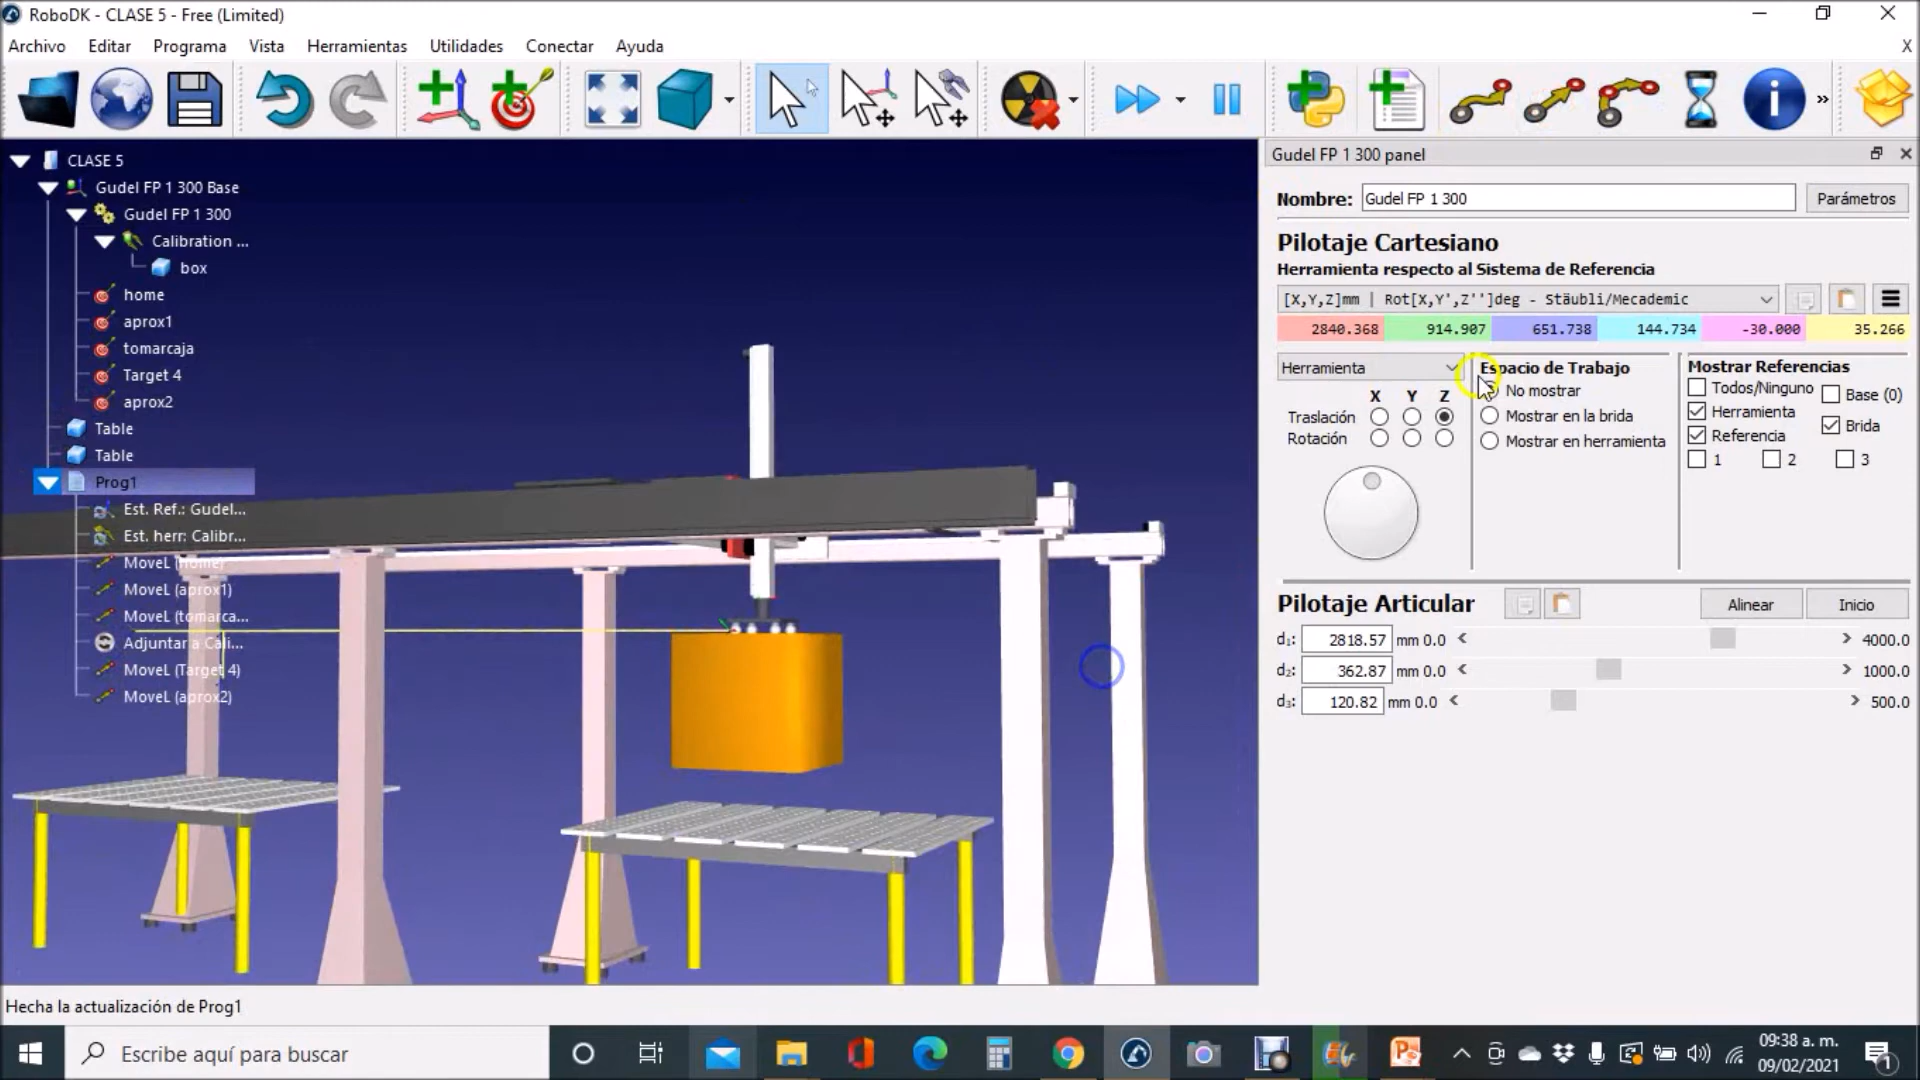 RoboDK - CLASE 5 - Free (Limited)
Archivo Editar Programa Vista Herramientas Utilidades Conectar Ayuda X
»
CLASE 5
Gudel FP 1 300 Base
Gudel FP 1 300
Calibration ...
box
home
aprox1
tomarcaja
Target 4
aprox2
Table
Table
Prog1
Est. Ref.: Gudel...
Est. herr: Calibr...
MoveL (home)
MoveL (aprox1)
MoveL (tomarca...
Adjuntar a Cali...
MoveL (Target 4)
MoveL (aprox2)
Gudel FP 1 300 panel
Nombre: Gudel FP 1 300 Parámetros
Pilotaje Cartesiano
Herramienta respecto al Sistema de Referencia
[X,Y,Z]mm | Rot[X,Y',Z'']deg - Stäubli/Mecademic
2840.368 914.907 651.738 144.734 -30.000 35.266
Herramienta
X Y Z
Traslación
Rotación
Espacio de Trabajo
No mostrar
Mostrar en la brida
Mostrar en herramienta
Mostrar Referencias
Todos/Ninguno Base (0)
Herramienta
Referencia Brida
1 2 3
Pilotaje Articular Alinear Inicio
d₁: 2818.57 mm 0.0 < > 4000.0
d₂: 362.87 mm 0.0 < > 1000.0
d₃: 120.82 mm 0.0 < > 500.0
Hecha la actualización de Prog1
Escribe aquí para buscar
09:38 a. m.
09/02/2021
1